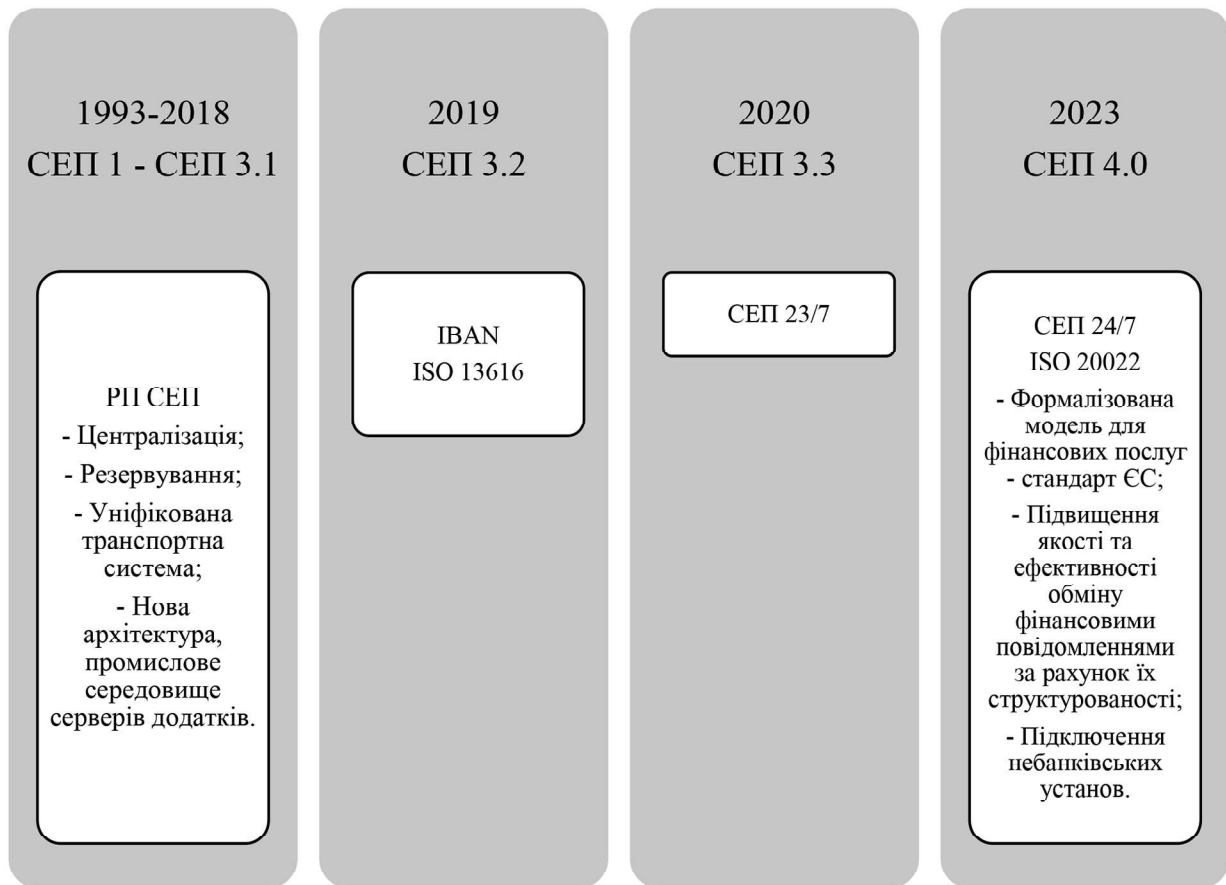 1993-2018
СЕП 1 - СЕП 3.1
РП СЕП
- Централізація;
- Резервування;
- Уніфікована
транспортна
система;
- Нова
архітектура,
промислове
середовище
серверів додатків.
2019
СЕП 3.2
IBAN
ISO 13616
2020
СЕП 3.3
СЕП 23/7
2023
СЕП 4.0
СЕП 24/7
ISO 20022
- Формалізована
модель для
фінансових послуг
- стандарт ЄС;
- Підвищення
якості та
ефективності
обміну
фінансовими
повідомленнями
за рахунок їх
структурованості;
- Підключення
небанківських
установ.